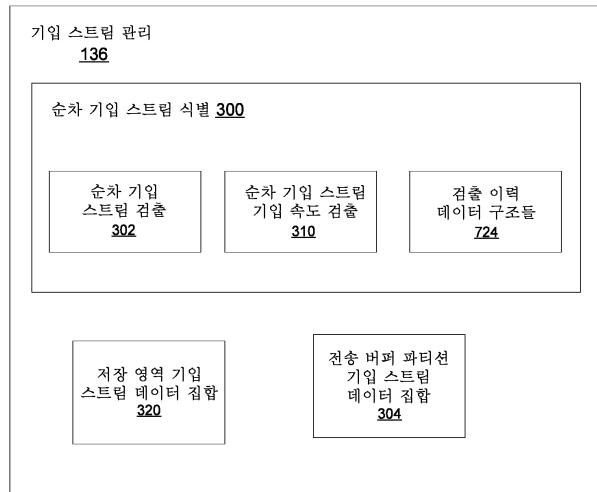 기입 스트림 관리
136
순차 기입 스트림 식별 300
순차 기입
스트림 검출
302
순차 기입 스트림
기입 속도 검출
310
검출 이력
데이터 구조들
724
저장 영역 기입
스트림 데이터 집합
320
전송 버퍼 파티션
기입 스트림
데이터 집합
304